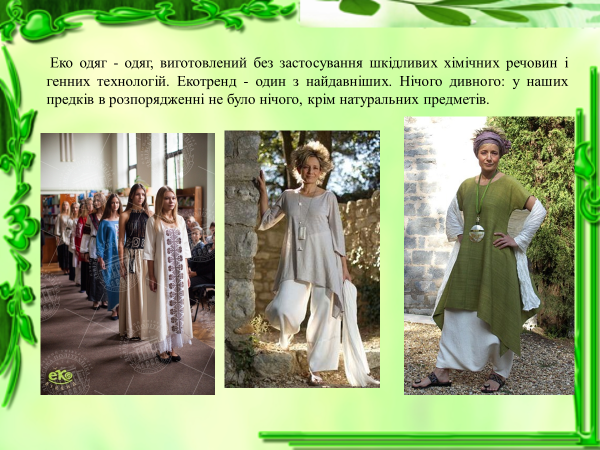 Еко одяг - одяг, виготовлений без застосування шкідливих хімічних речовин і
генних технологій. Екотренд - один з найдавніших. Нічого дивного: у наших
предків в розпорядженні не було нічого, крім натуральних предметів.
еко